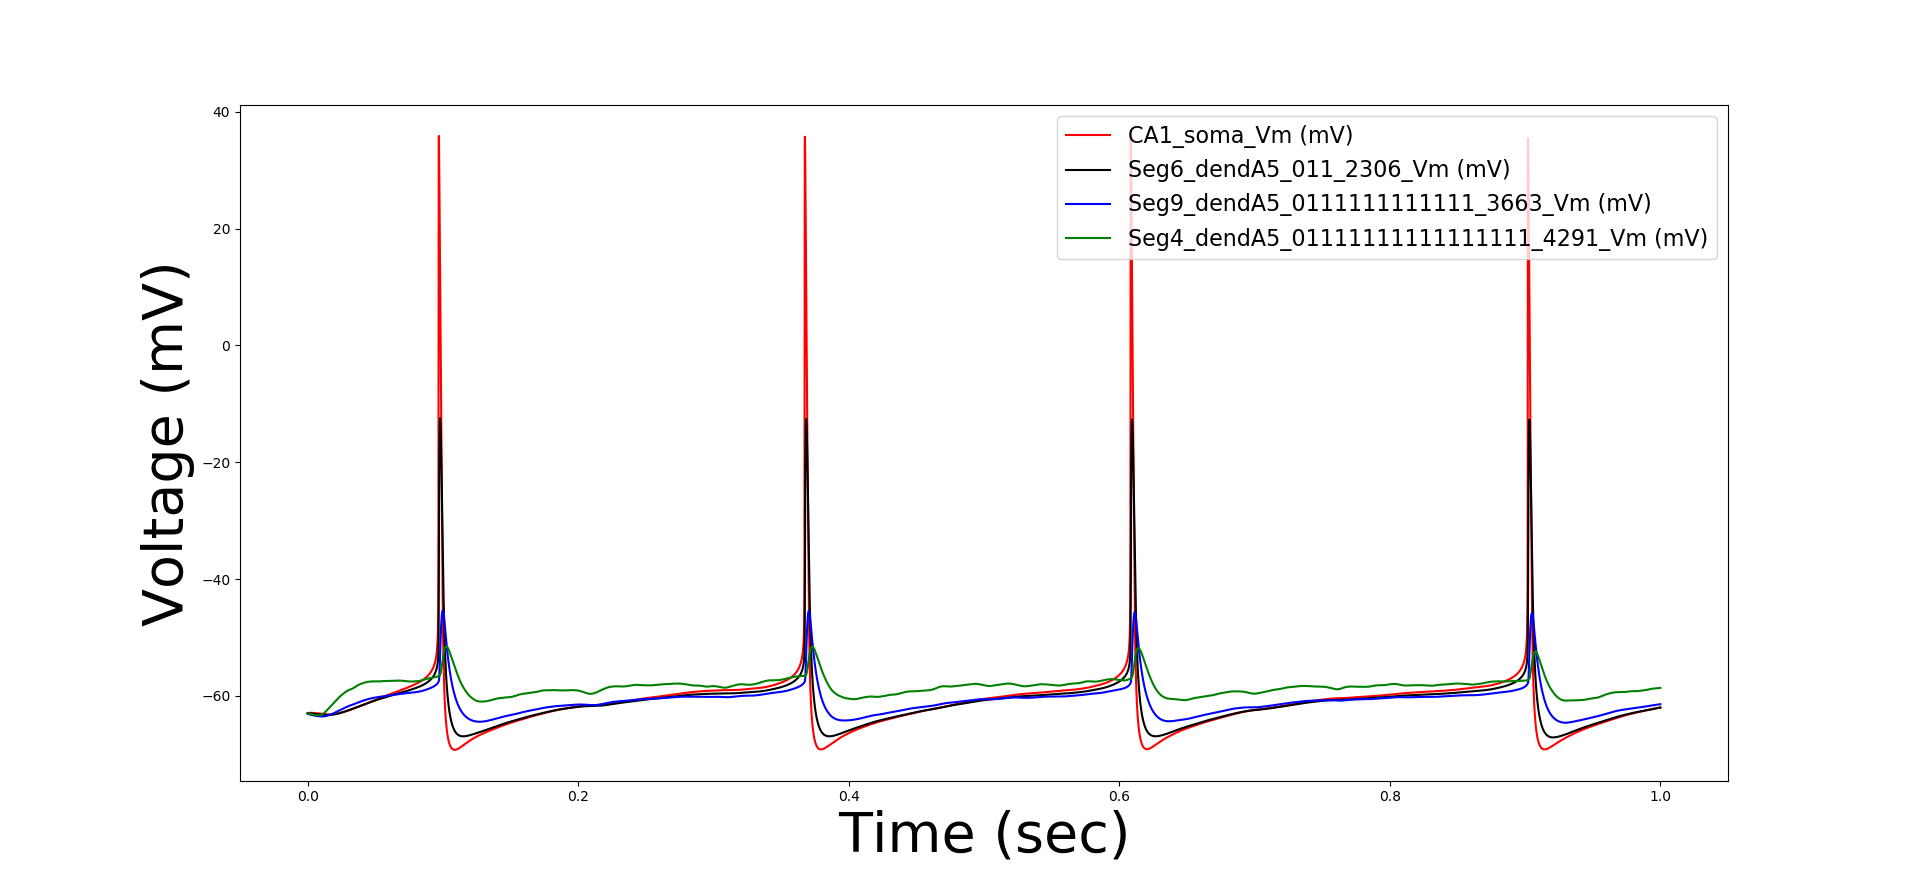 40
20
0
−20
−40
−60
0.0
0.2
0.4
0.6
0.8
1.0
Voltage (mV)
Time (sec)
CA1_soma_Vm (mV)
Seg6_dendA5_011_2306_Vm (mV)
Seg9_dendA5_0111111111111_3663_Vm (mV)
Seg4_dendA5_01111111111111111_4291_Vm (mV)